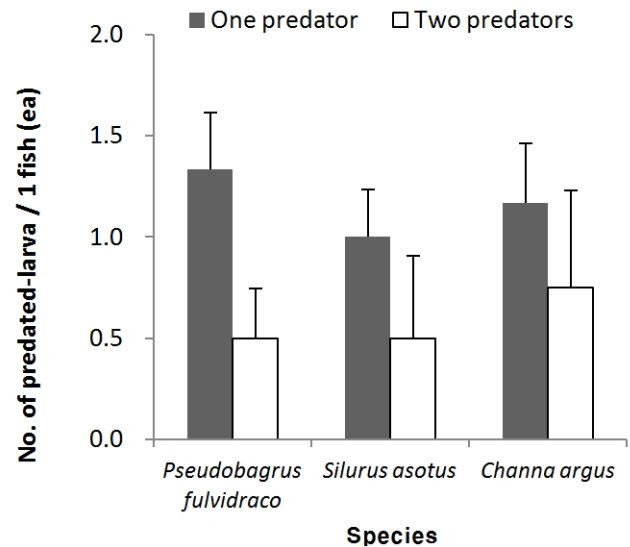 One predator Two predators
No. of predated-larva / 1 fish (ea)
2.0
1.5
1.0
0.5
0.0
Pseudobagrus
fulvidraco
Silurus asotus
Channa argus
Species